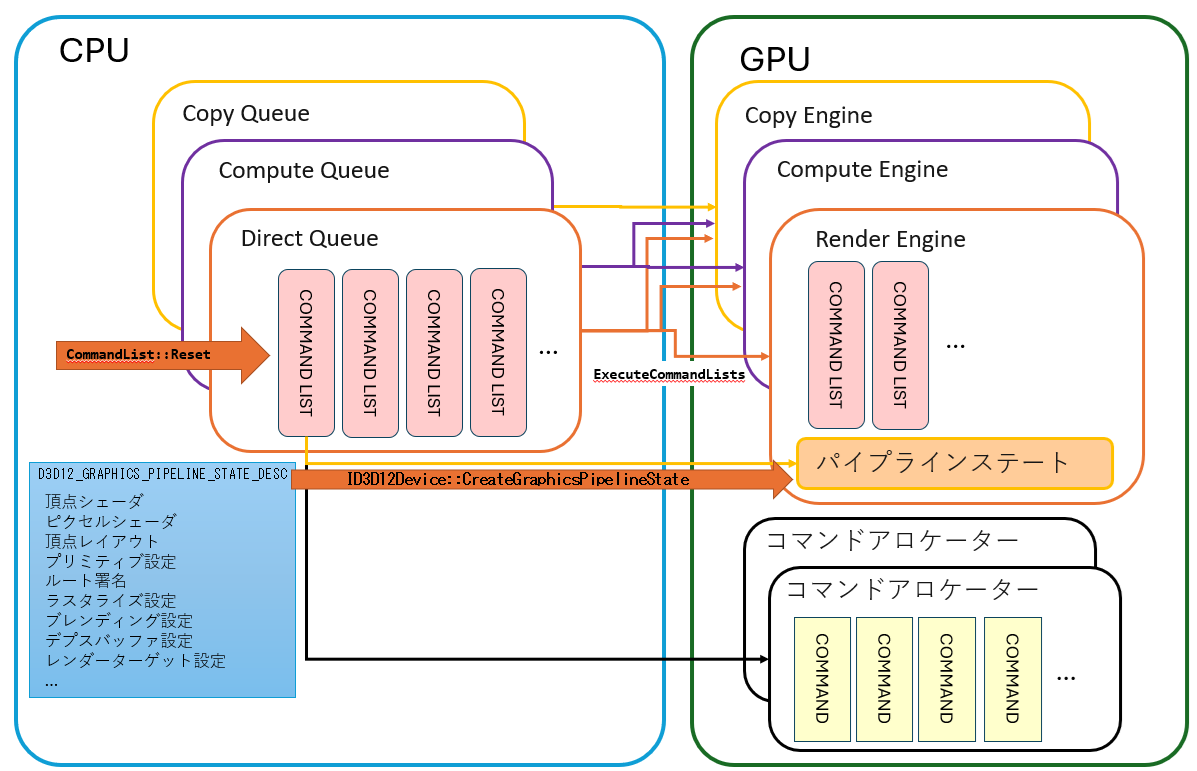 CPU
GPU
Copy Queue
Compute Queue
Direct Queue
COMMAND LIST
COMMAND LIST
COMMAND LIST
COMMAND LIST
...
CommandList::Reset
ExecuteCommandLists
Copy Engine
Compute Engine
Render Engine
COMMAND LIST
COMMAND LIST
...
パイプラインステート
D3D12_GRAPHICS_PIPELINE_STATE_DESC
頂点シェーダ
ピクセルシェーダ
頂点レイアウト
プリミティブ設定
ルート署名
ラスタライズ設定
ブレンディング設定
デプスバッファ設定
レンダーターゲット設定
...
ID3D12Device::CreateGraphicsPipelineState
コマンドアロケーター
コマンドアロケーター
COMMAND
COMMAND
COMMAND
COMMAND
...